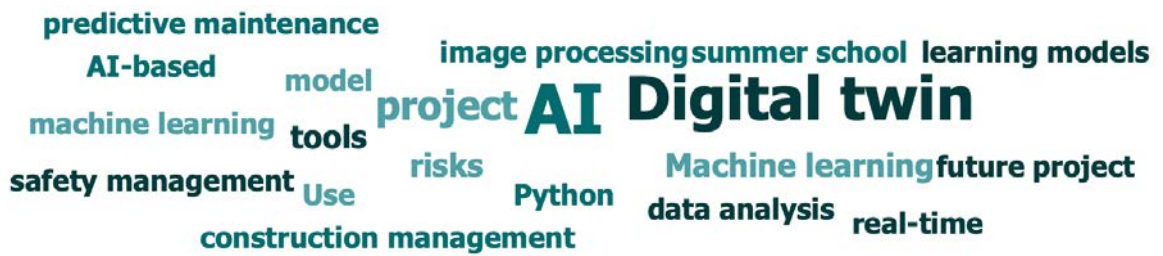 predictive maintenance
image processing summer school learning models
AI-based
model
project AI Digital twin
machine learning
tools
risks
Machine learning future project
safety management
Use
Python
data analysis
real-time
construction management